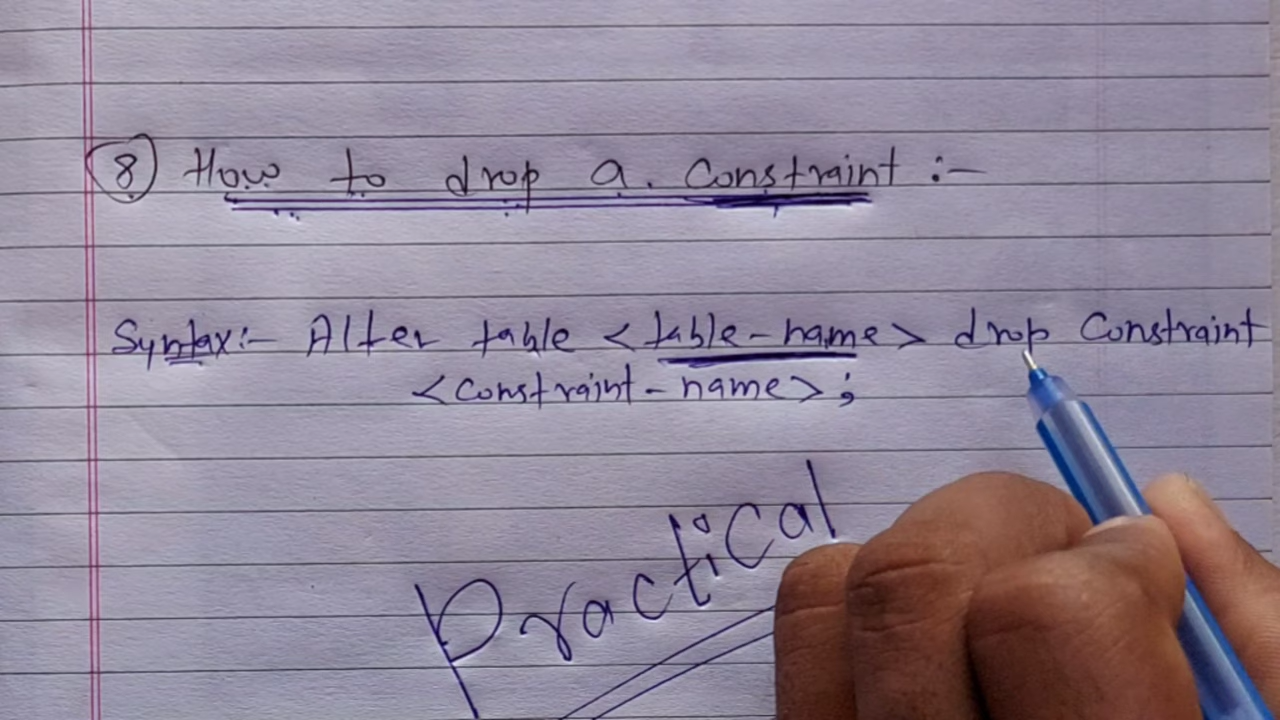 8 How to drop a. Constraint :-
Syntax:- Alter table <table-name> drop Constraint
<constraint-name>;
Practical